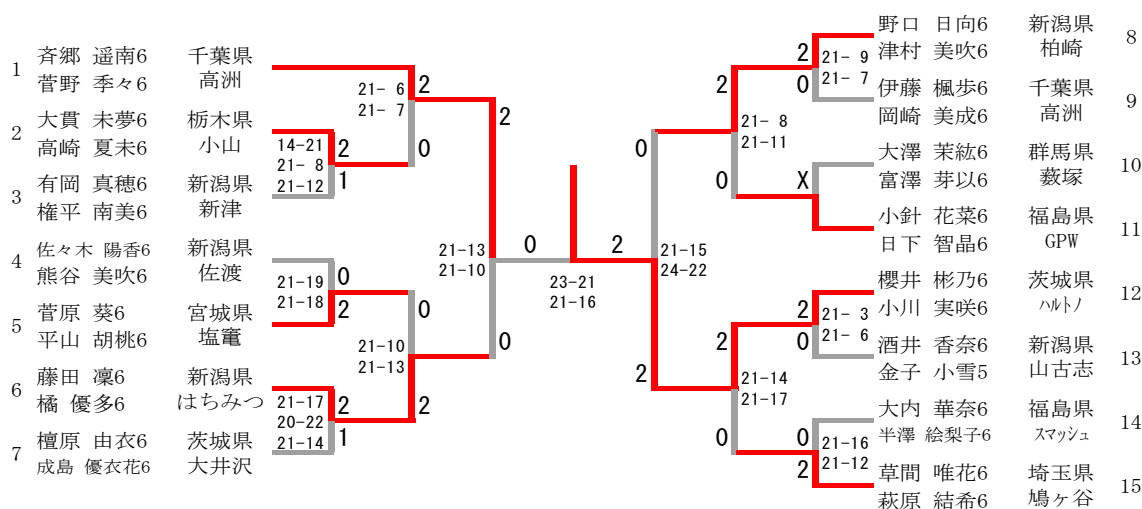 1 斉郷 遥南6 千葉県
菅野 季々6 高洲
2 大貫 未夢6 栃木県
高崎 夏未6 小山
3 有岡 真穂6 新潟県
権平 南美6 新津
4 佐々木 陽香6 新潟県
熊谷 美吹6 佐渡
5 菅原 葵6 宮城県
平山 胡桃6 塩竈
6 藤田 凜6 新潟県
橘 優多6 はちみつ
7 檀原 由衣6 茨城県
成島 優衣花6 大井沢
21- 6
21- 7
2
0
14-21
21- 8
21-12
2
1
21-19
21-18
0
2
21-10
21-13
0
2
21-17
20-22
21-14
2
1
21-13
21-10
2
0
0
2
23-21
21-16
21-15
24-22
0
2
21- 8
21-11
2
0
21- 9
21- 7
2
0
X
21-14
21-17
2
0
21- 3
21- 6
2
0
21-16
21-12
0
2
野口 日向6 新潟県 8
津村 美吹6 柏崎
伊藤 楓歩6 千葉県 9
岡崎 美成6 高洲
大澤 茉紘6 群馬県 10
富澤 芽以6 藪塚
小針 花菜6 福島県 11
日下 智晶6 GPW
櫻井 彬乃6 茨城県 12
小川 実咲6 ハルトノ
酒井 香奈6 新潟県 13
金子 小雪5 山古志
大内 華奈6 福島県 14
半澤 絵梨子6 スマッシュ
草間 唯花6 埼玉県 15
萩原 結希6 鳩ヶ谷